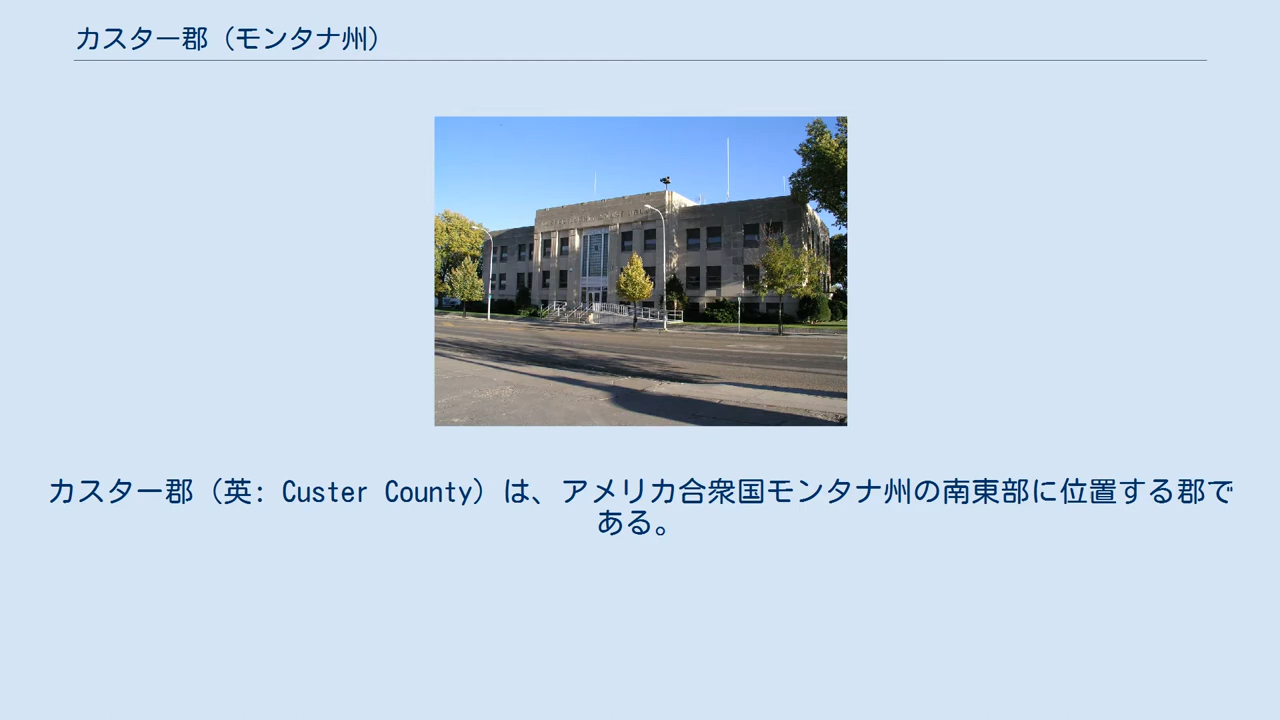 カスター郡（モンタナ州）
カスター郡（英: Custer County）は、アメリカ合衆国モンタナ州の南東部に位置する郡で
ある。